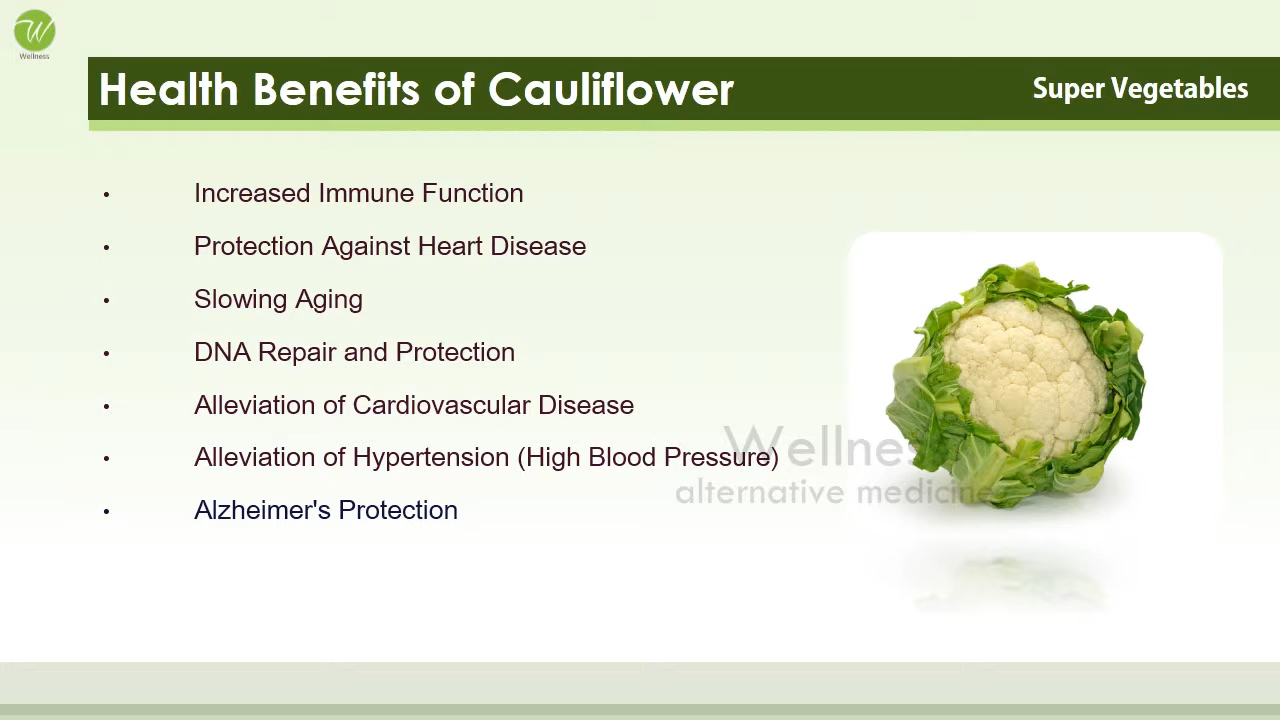 W
Wellness
Health Benefits of Cauliflower
Super Vegetables
• Increased Immune Function
• Protection Against Heart Disease
• Slowing Aging
• DNA Repair and Protection
• Alleviation of Cardiovascular Disease
• Alleviation of Hypertension (High Blood Pressure)
• Alzheimer's Protection
Wellness
alternative medicine